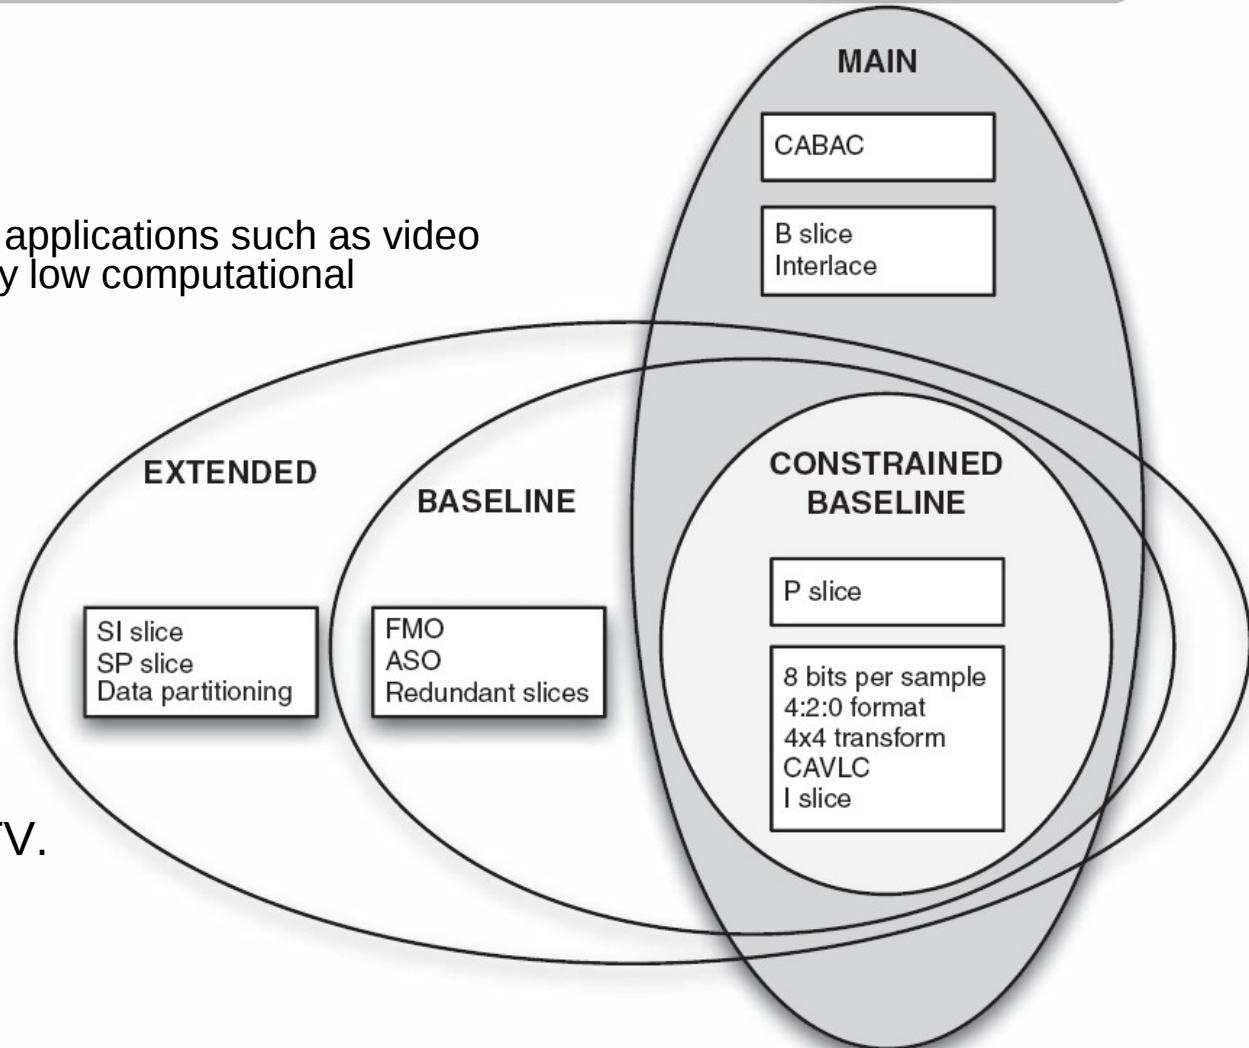 MAIN
CABAC
B slice
Interlace
applications such as video
y low computational
EXTENDED
BASELINE
CONSTRAINED
BASELINE
SI slice
SP slice
Data partitioning
FMO
ASO
Redundant slices
P slice
8 bits per sample
4:2:0 format
4x4 transform
CAVLC
I slice
TV.